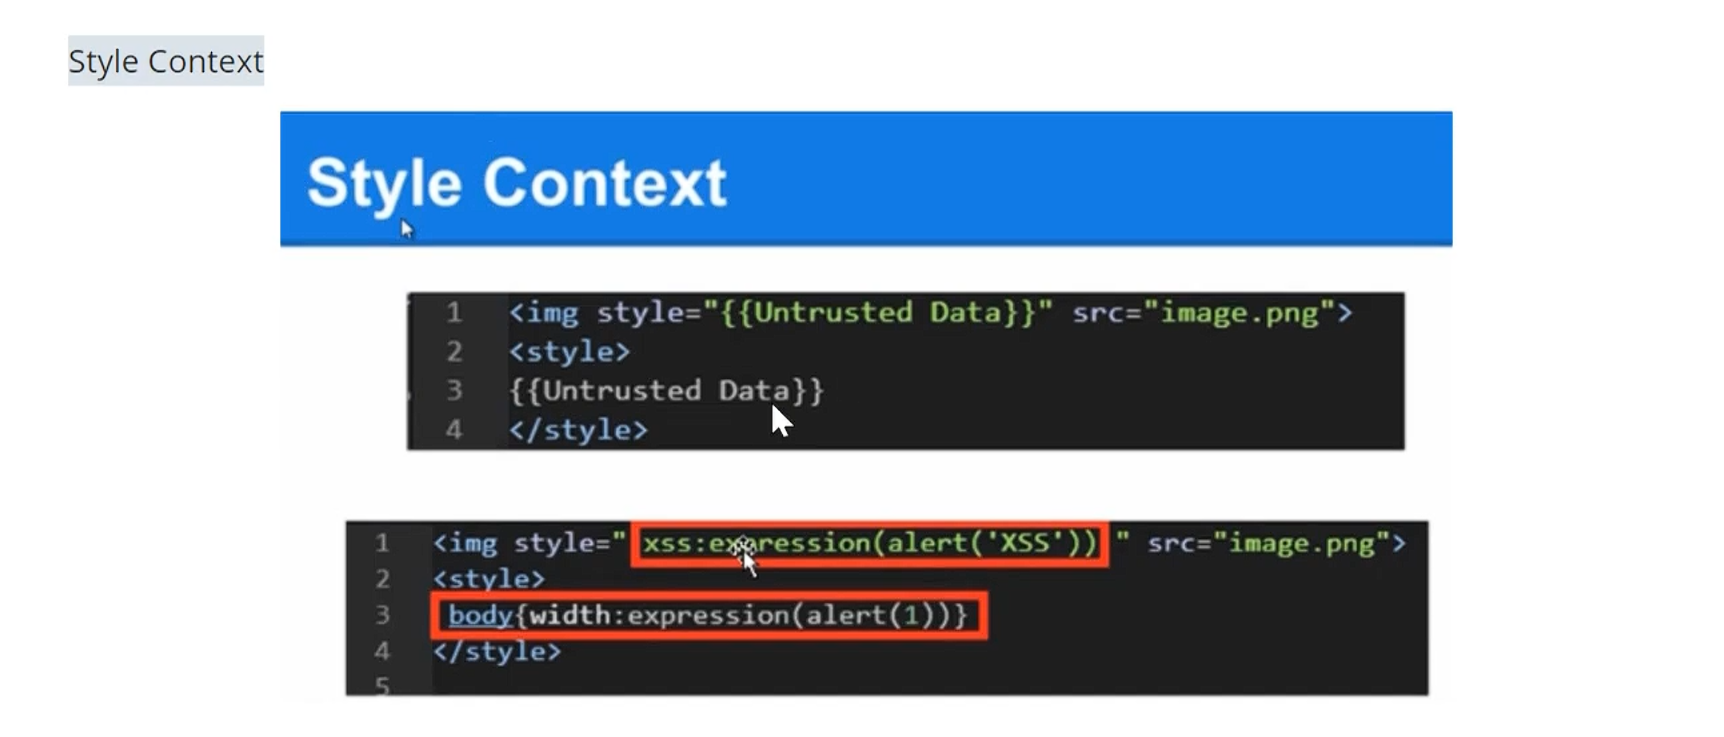 Style Context
Style Context
1 <img style="{{Untrusted Data}}" src="image.png">
2 <style>
3 {{Untrusted Data}}
4 </style>
1 <img style=" xss:expression(alert('XSS')) " src="image.png">
2 <style>
3 body{width:expression(alert(1))}
4 </style>
5